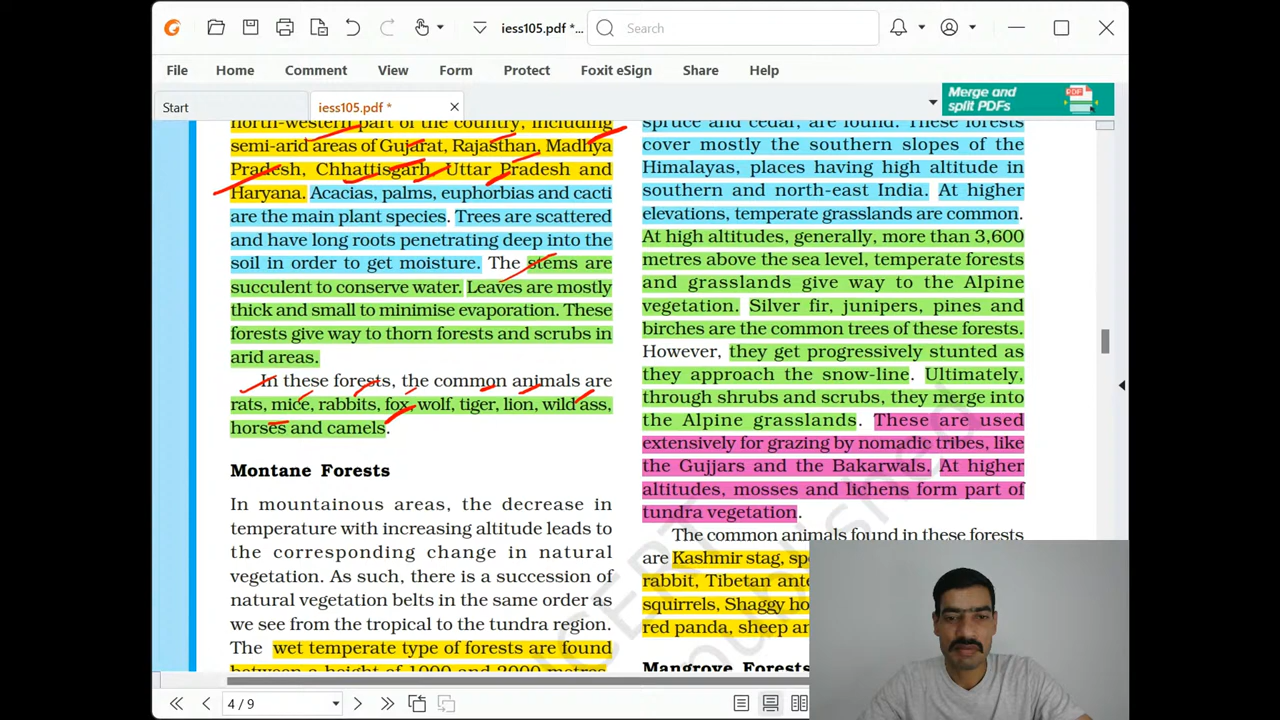 iess105.pdf *...
Search
File
Home
Comment
View
Form
Protect
Foxit eSign
Share
Help
Start
iess105.pdf *
Merge and
split PDFs
PDF
north-western part of the country, including
semi-arid areas of Gujarat, Rajasthan, Madhya
Pradesh, Chhattisgarh, Uttar Pradesh and
Haryana. Acacias, palms, euphorbias and cacti
are the main plant species. Trees are scattered
and have long roots penetrating deep into the
soil in order to get moisture. The stems are
succulent to conserve water. Leaves are mostly
thick and small to minimise evaporation. These
forests give way to thorn forests and scrubs in
arid areas.
In these forests, the common animals are
rats, mice, rabbits, fox, wolf, tiger, lion, wild ass,
horses and camels.
Montane Forests
In mountainous areas, the decrease in
temperature with increasing altitude leads to
the corresponding change in natural
vegetation. As such, there is a succession of
natural vegetation belts in the same order as
we see from the tropical to the tundra region.
The wet temperate type of forests are found
between a height of 1000 and 2000 metres.
spruce and cedar, are found. These forests
cover mostly the southern slopes of the
Himalayas, places having high altitude in
southern and north-east India. At higher
elevations, temperate grasslands are common.
At high altitudes, generally, more than 3,600
metres above the sea level, temperate forests
and grasslands give way to the Alpine
vegetation. Silver fir, junipers, pines and
birches are the common trees of these forests.
However, they get progressively stunted as
they approach the snow-line. Ultimately,
through shrubs and scrubs, they merge into
the Alpine grasslands. These are used
extensively for grazing by nomadic tribes, like
the Gujjars and the Bakarwals. At higher
altitudes, mosses and lichens form part of
tundra vegetation.
The common animals found in these forests
are Kashmir stag,
rabbit, Tibetan
squirrels, Shaggy
red panda, sheep
Mangrove Forests
4 / 9